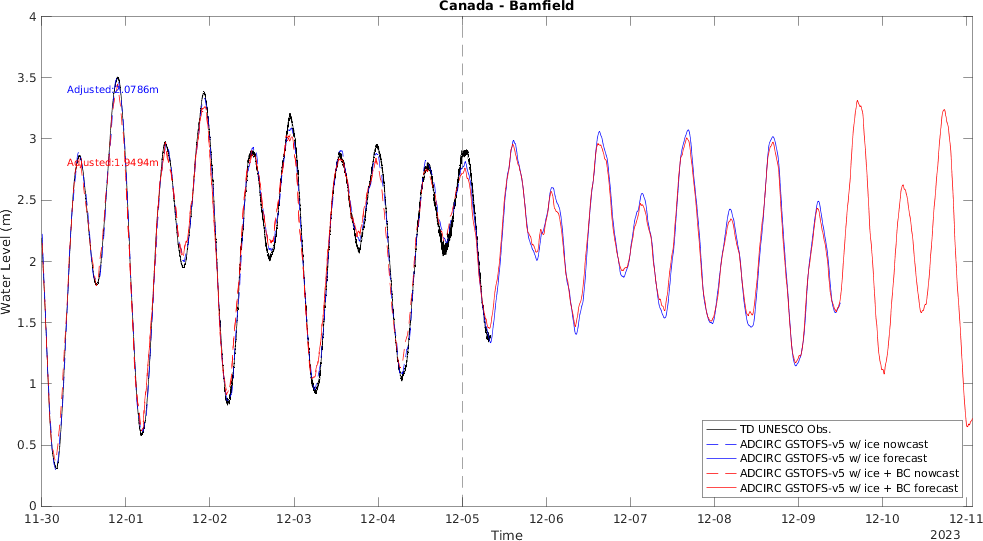 Canada - Bamfield
Water Level (m)
4
3.5
3
2.5
2
1.5
1
0.5
0
Adjusted:2.0786m
Adjusted:1.9494m
TD UNESCO Obs.
ADCIRC GSTOFS-v5 w/ ice nowcast
ADCIRC GSTOFS-v5 w/ ice forecast
ADCIRC GSTOFS-v5 w/ ice + BC nowcast
ADCIRC GSTOFS-v5 w/ ice + BC forecast
11-30 12-01 12-02 12-03 12-04 12-05 12-06 12-07 12-08 12-09 12-10 12-11
Time
2023